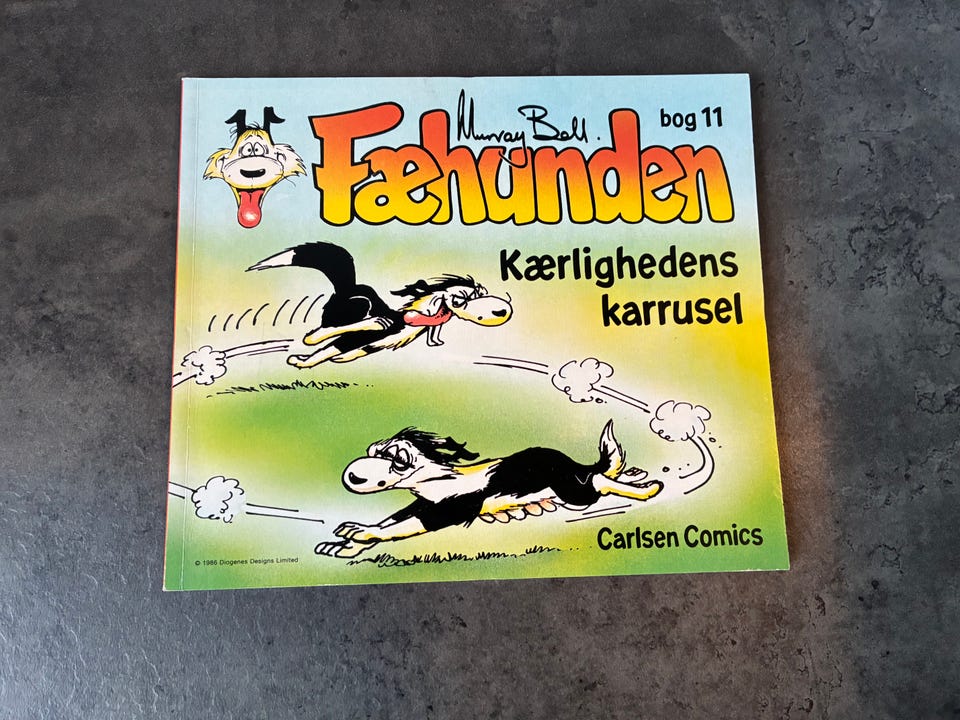 Murray Ball.
bog 11
Fæhunden
Kærlighedens
karrusel
Carlsen Comics
© 1986 Diogenes Designs Limited